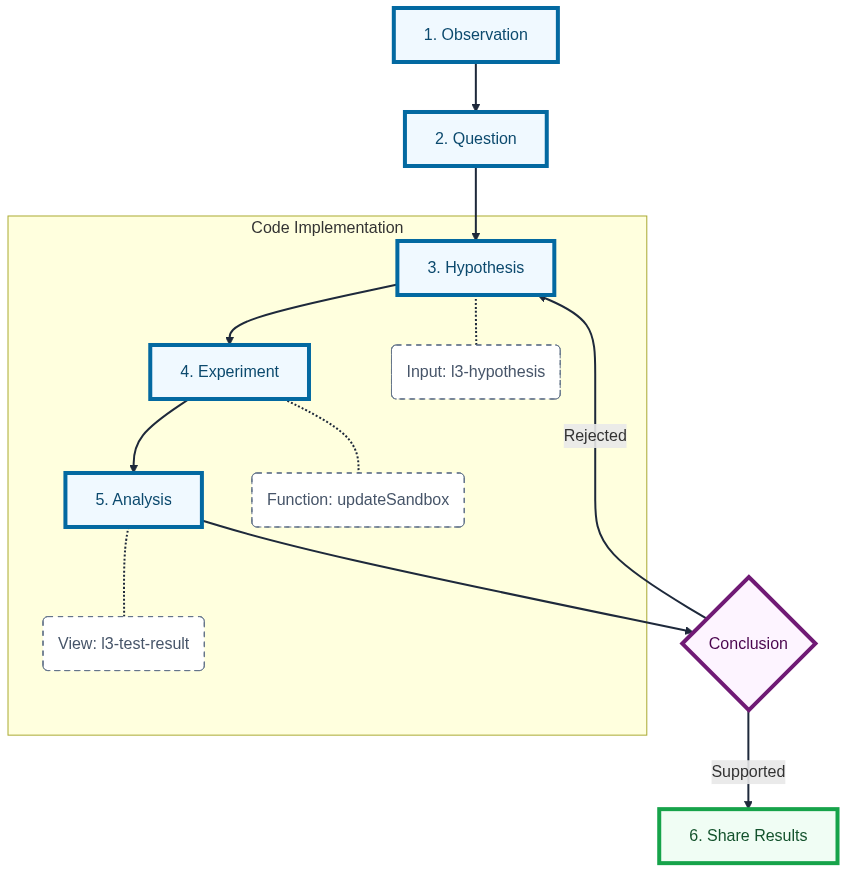 1. Observation
2. Question
Code Implementation
3. Hypothesis
4. Experiment
Input: l3-hypothesis
Rejected
5. Analysis
Function: updateSandbox
View: l3-test-result
Conclusion
Supported
6. Share Results